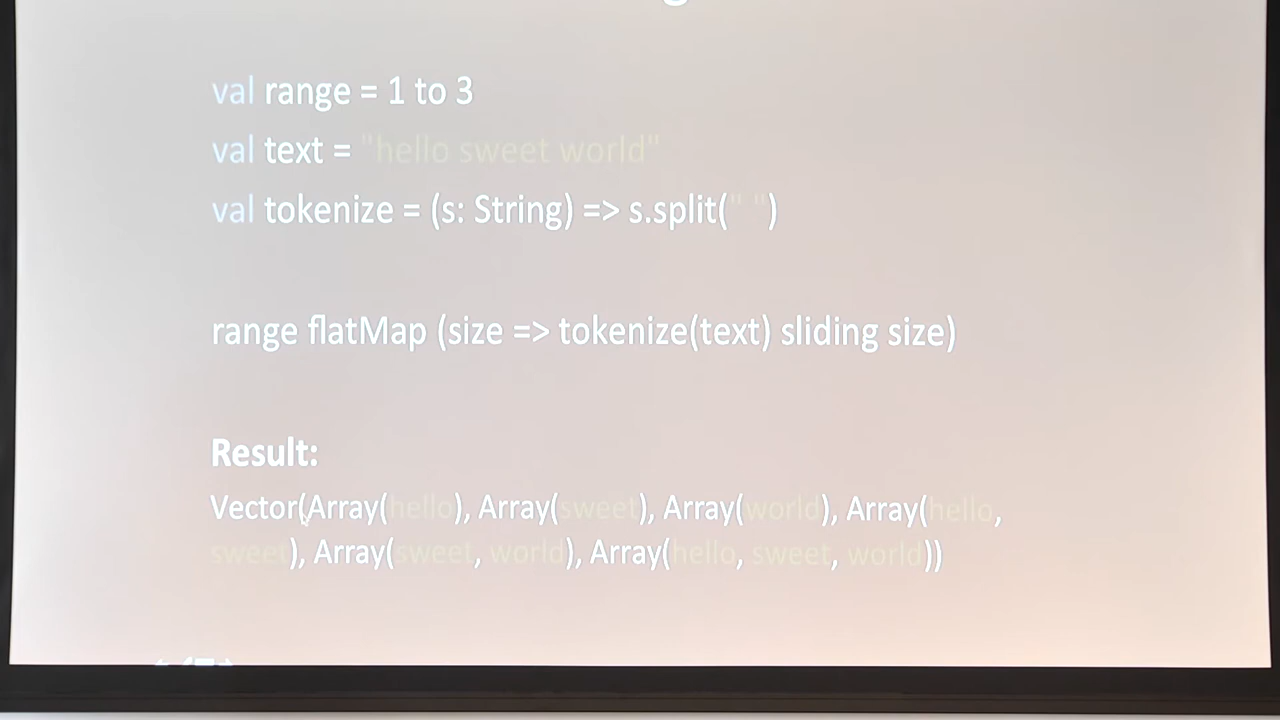 val range = 1 to 3
val text = "hello sweet world"
val tokenize = (s: String) => s.split(" ")
range flatMap (size => tokenize(text) sliding size)
Result:
Vector(Array(hello), Array(sweet), Array(world), Array(hello,
sweet), Array(sweet, world), Array(hello, sweet, world))